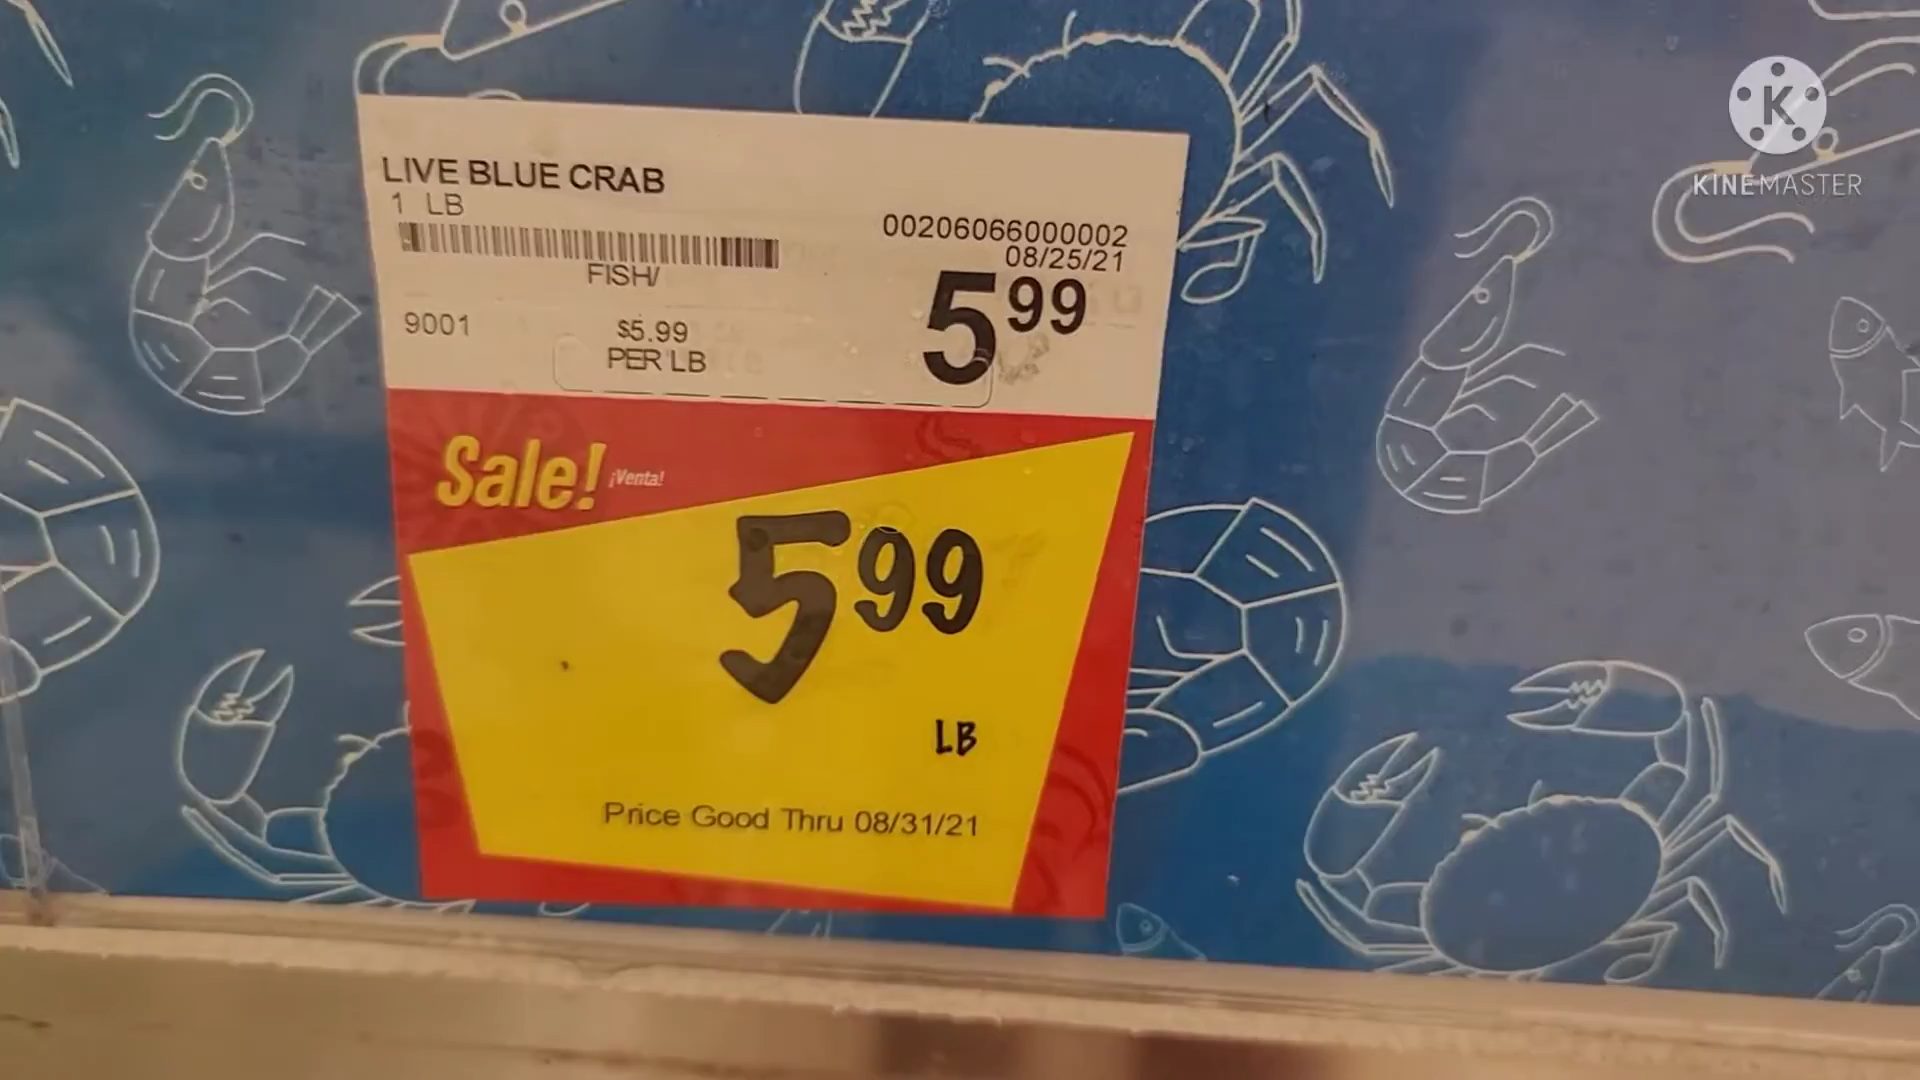 KINEMASTER
LIVE BLUE CRAB
1 LB
00206066000002
08/25/21
FISH/
5 99
9001
$5.99
PER LB
Sale! ¡Venta!
5 99
LB
Price Good Thru 08/31/21